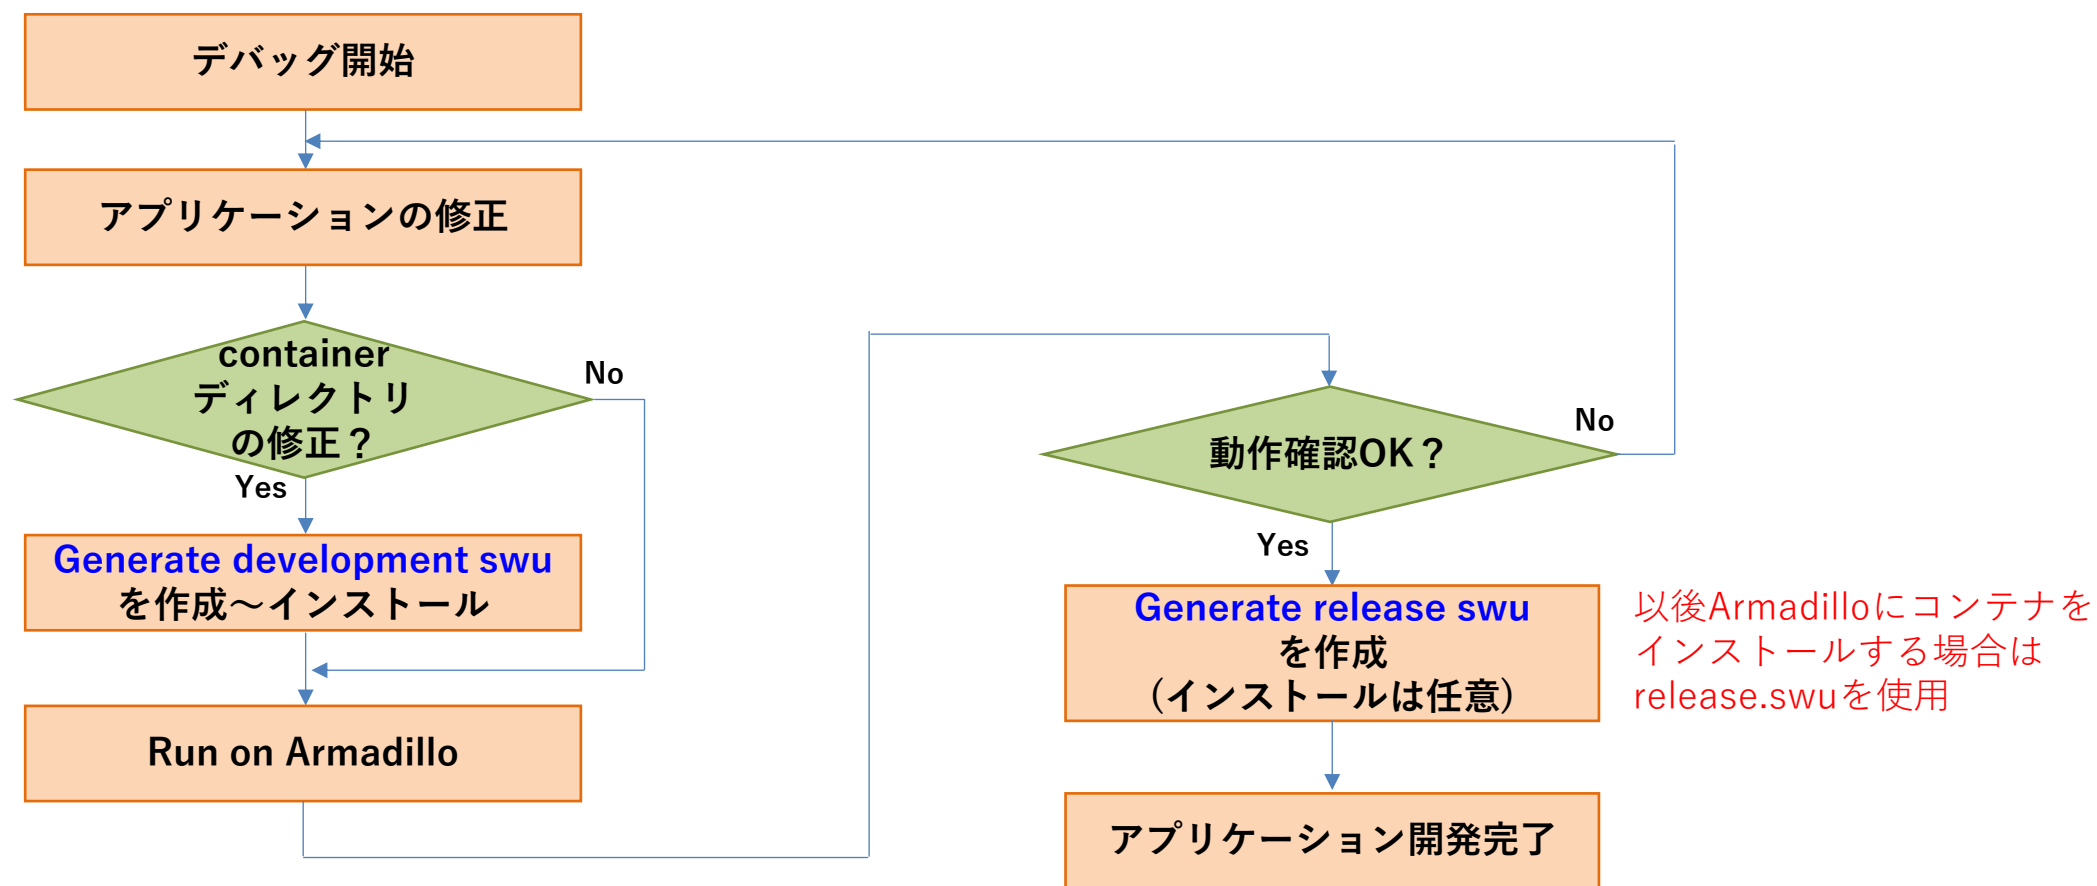 デバッグ開始
アプリケーションの修正
container
ディレクトリ
の修正？
No
Yes
Generate development swu
を作成～インストール
Run on Armadillo
動作確認OK？
No
Yes
Generate release swu
を作成
(インストールは任意)
以後Armadilloにコンテナを
インストールする場合は
release.swuを使用
アプリケーション開発完了